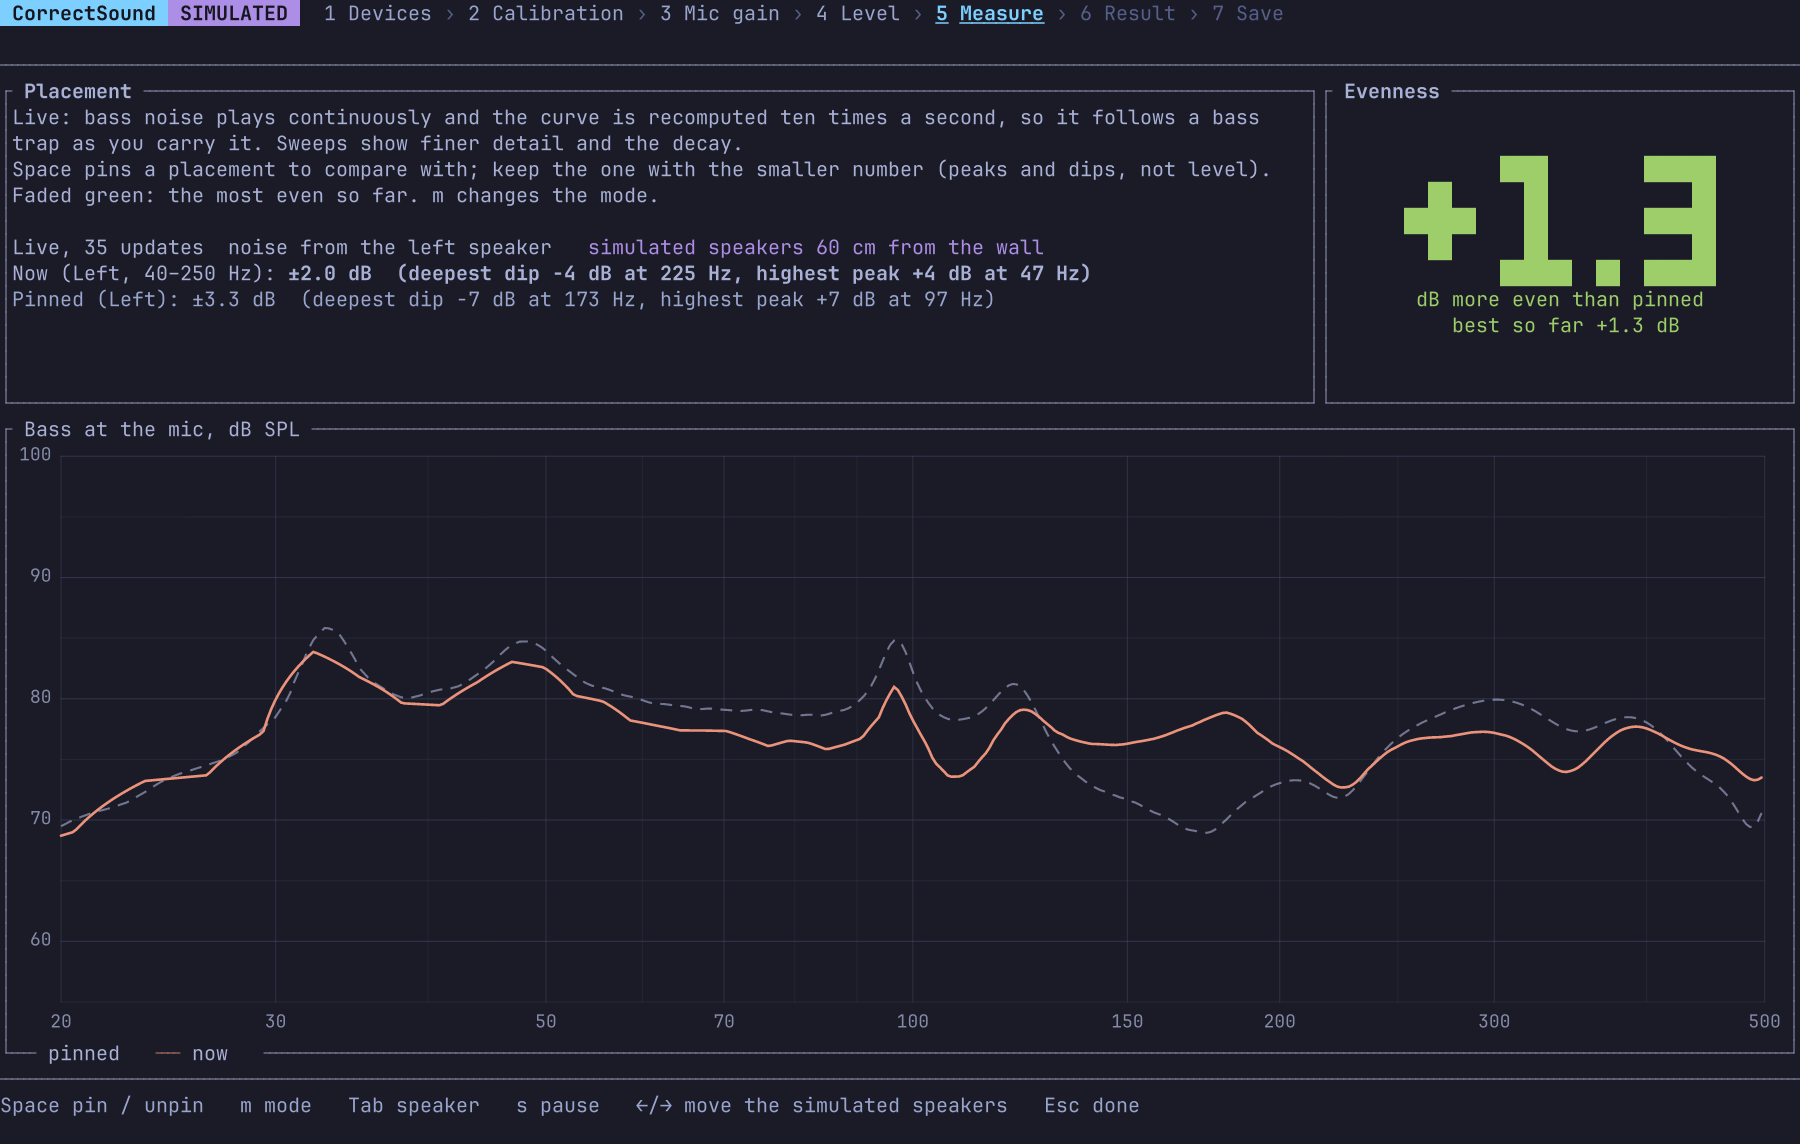 CorrectSound SIMULATED 1 Devices › 2 Calibration › 3 Mic gain › 4 Level › 5 Measure › 6 Result › 7 Save
Placement
Live: bass noise plays continuously and the curve is recomputed ten times a second, so it follows a bass
trap as you carry it. Sweeps show finer detail and the decay.
Space pins a placement to compare with; keep the one with the smaller number (peaks and dips, not level).
Faded green: the most even so far. m changes the mode.
Live, 35 updates  noise from the left speaker   simulated speakers 60 cm from the wall
Now (Left, 40–250 Hz): ±2.0 dB  (deepest dip -4 dB at 225 Hz, highest peak +4 dB at 47 Hz)
Pinned (Left): ±3.3 dB  (deepest dip -7 dB at 173 Hz, highest peak +7 dB at 97 Hz)
Evenness
+1.3
dB more even than pinned
best so far +1.3 dB
Bass at the mic, dB SPL
100
90
80
70
60
20 30 50 70 100 150 200 300 500
pinned now
Space pin / unpin   m mode   Tab speaker   s pause   ←/→ move the simulated speakers   Esc done